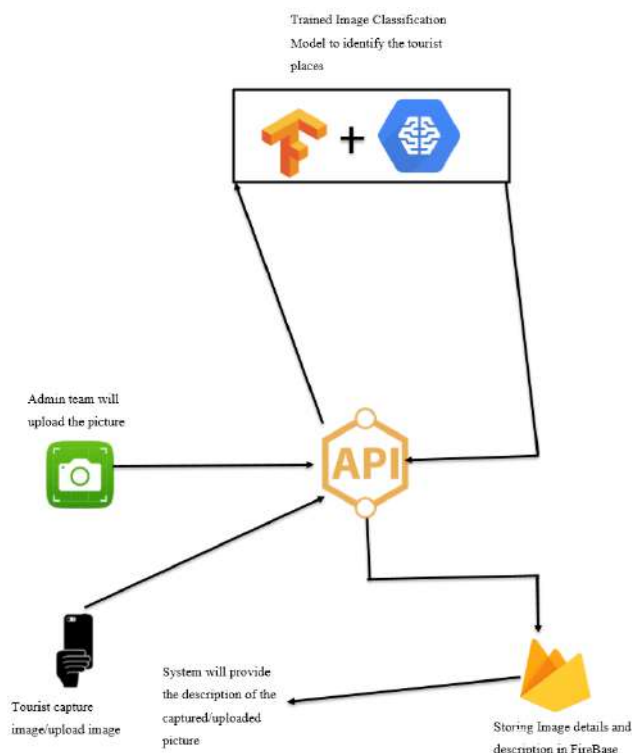 Trained Image Classification
Model to identify the tourist
places
Admin team will
upload the picture
API
Tourist capture
image/upload image
System will provide
the description of the
captured/uploaded
picture
Storing Image details and
description in FireBase